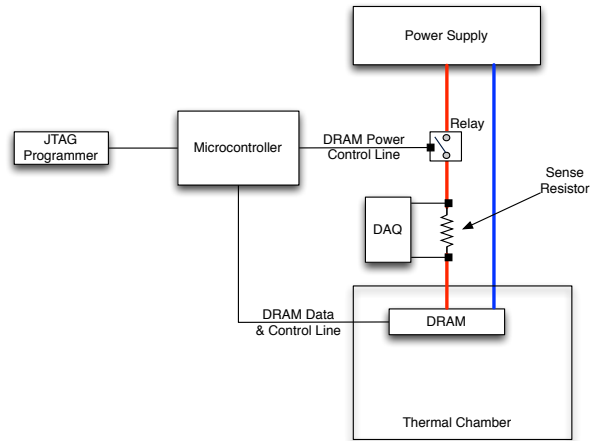 Power Supply
Relay
JTAG
Programmer
Microcontroller
DRAM Power
Control Line
Sense
Resistor
DAQ
DRAM Data
& Control Line
DRAM
Thermal Chamber